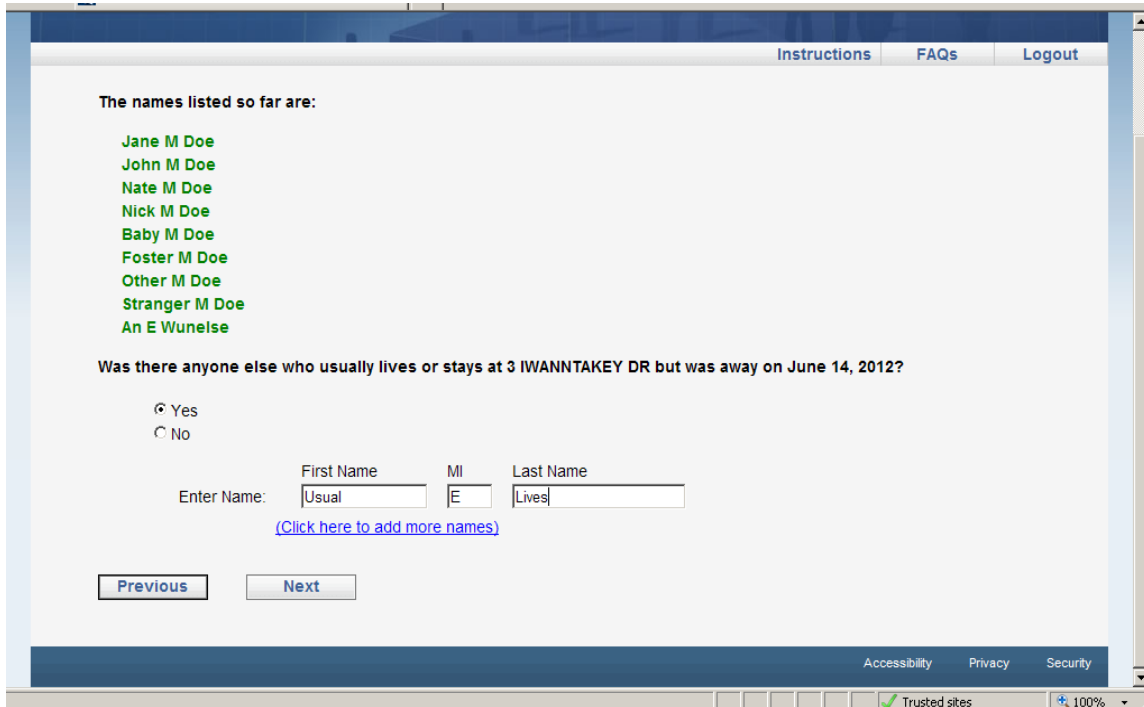 Instructions FAQs Logout
The names listed so far are:
Jane M Doe
John M Doe
Nate M Doe
Nick M Doe
Baby M Doe
Foster M Doe
Other M Doe
Stranger M Doe
An E Wunelse
Was there anyone else who usually lives or stays at 3 IWANNTAKEY DR but was away on June 14, 2012?
Yes
No
First Name MI Last Name
Enter Name: Usual E Lives
(Click here to add more names)
Previous Next
Accessibility Privacy Security
Trusted sites 100%